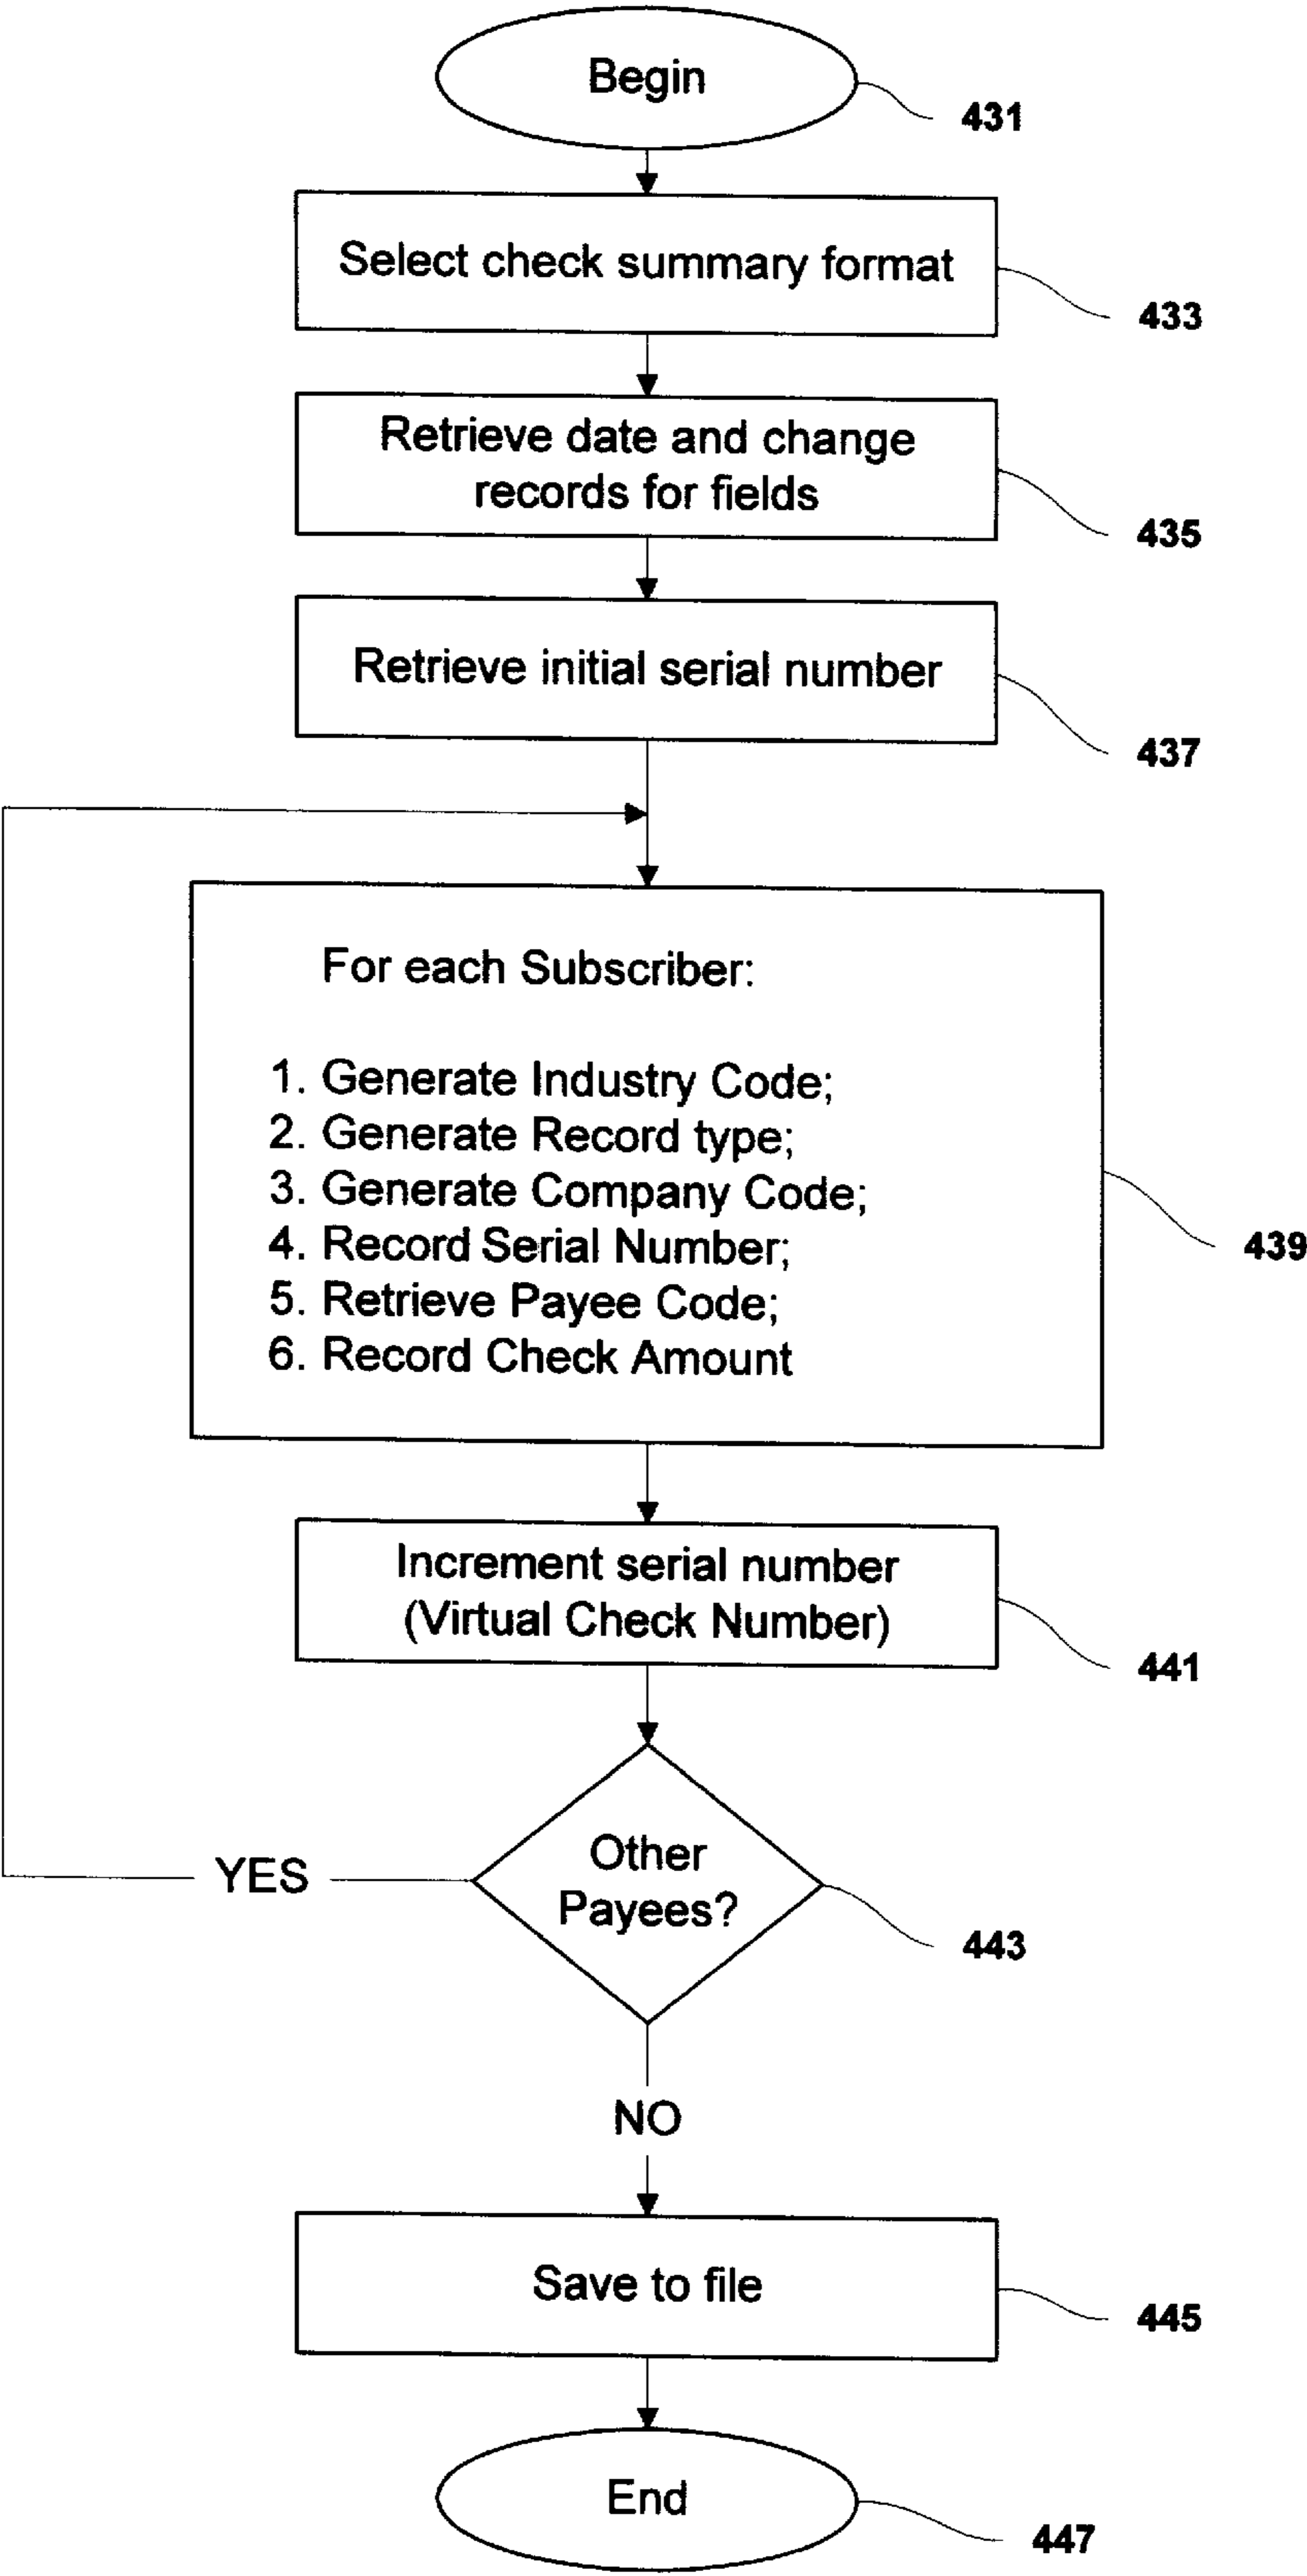 Begin
431
Select check summary format
433
Retrieve date and change
records for fields
435
Retrieve initial serial number
437
For each Subscriber:
1. Generate Industry Code;
2. Generate Record type;
3. Generate Company Code;
4. Record Serial Number;
5. Retrieve Payee Code;
6. Record Check Amount
439
Increment serial number
(Virtual Check Number)
441
Other
Payees?
YES
443
NO
Save to file
445
End
447